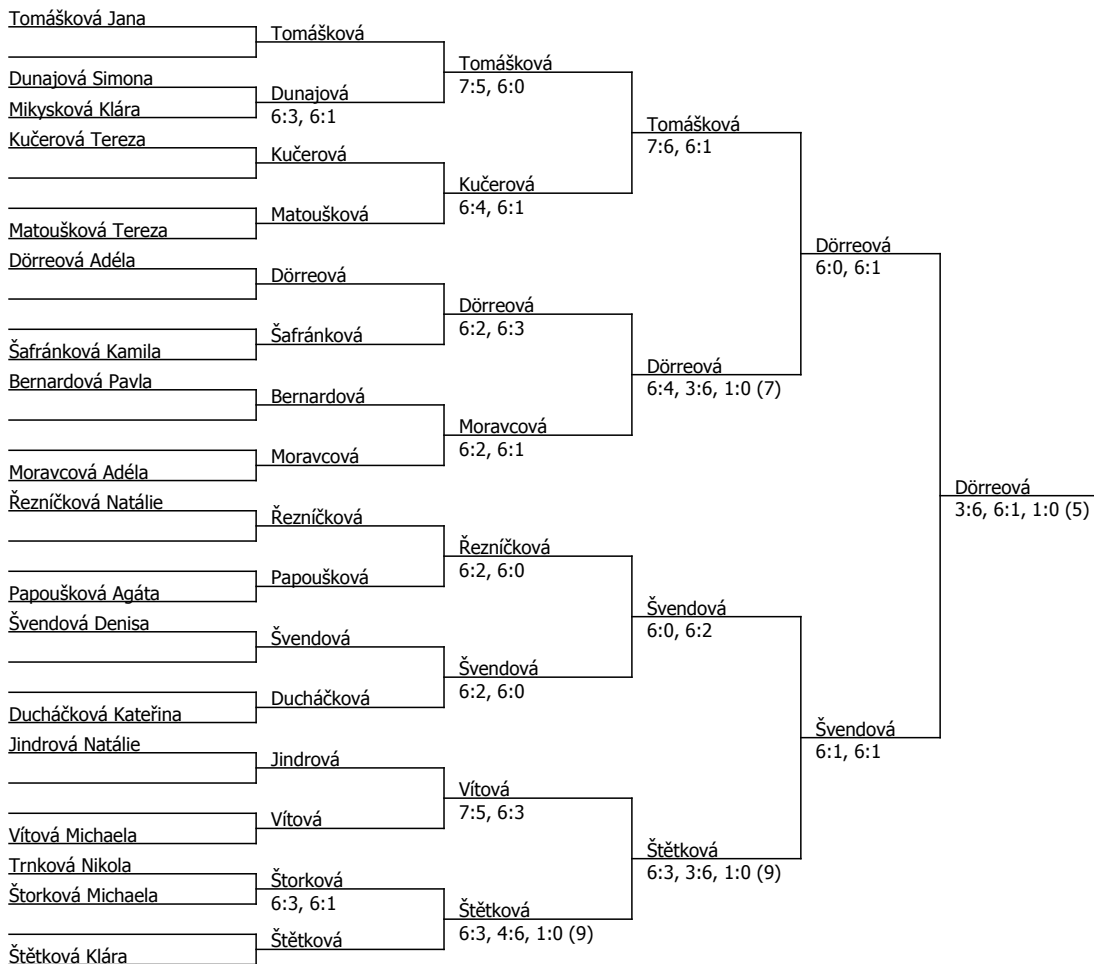 Tomášková Jana
Dunajová Simona
Mikysková Klára
Kučerová Tereza
Matoušková Tereza
Dörreová Adéla
Šafránková Kamila
Bernardová Pavla
Moravcová Adéla
Řezníčková Natálie
Papoušková Agáta
Švendová Denisa
Ducháčková Kateřina
Jindrová Natálie
Vítová Michaela
Trnková Nikola
Štorková Michaela
Štětková Klára
Tomášková
Dunajová
6:3, 6:1
Kučerová
Matoušková
Dörreová
Šafránková
Bernardová
Moravcová
Řezníčková
Papoušková
Švendová
Ducháčková
Jindrová
Vítová
Štorková
6:3, 6:1
Štětková
Tomášková
7:5, 6:0
Kučerová
6:4, 6:1
Dörreová
6:2, 6:3
Moravcová
6:2, 6:1
Řezníčková
6:2, 6:0
Švendová
6:2, 6:0
Vítová
7:5, 6:3
Štětková
6:3, 4:6, 1:0 (9)
Tomášková
7:6, 6:1
Dörreová
6:4, 3:6, 1:0 (7)
Švendová
6:0, 6:2
Štětková
6:3, 3:6, 1:0 (9)
Dörreová
6:0, 6:1
Švendová
6:1, 6:1
Dörreová
3:6, 6:1, 1:0 (5)